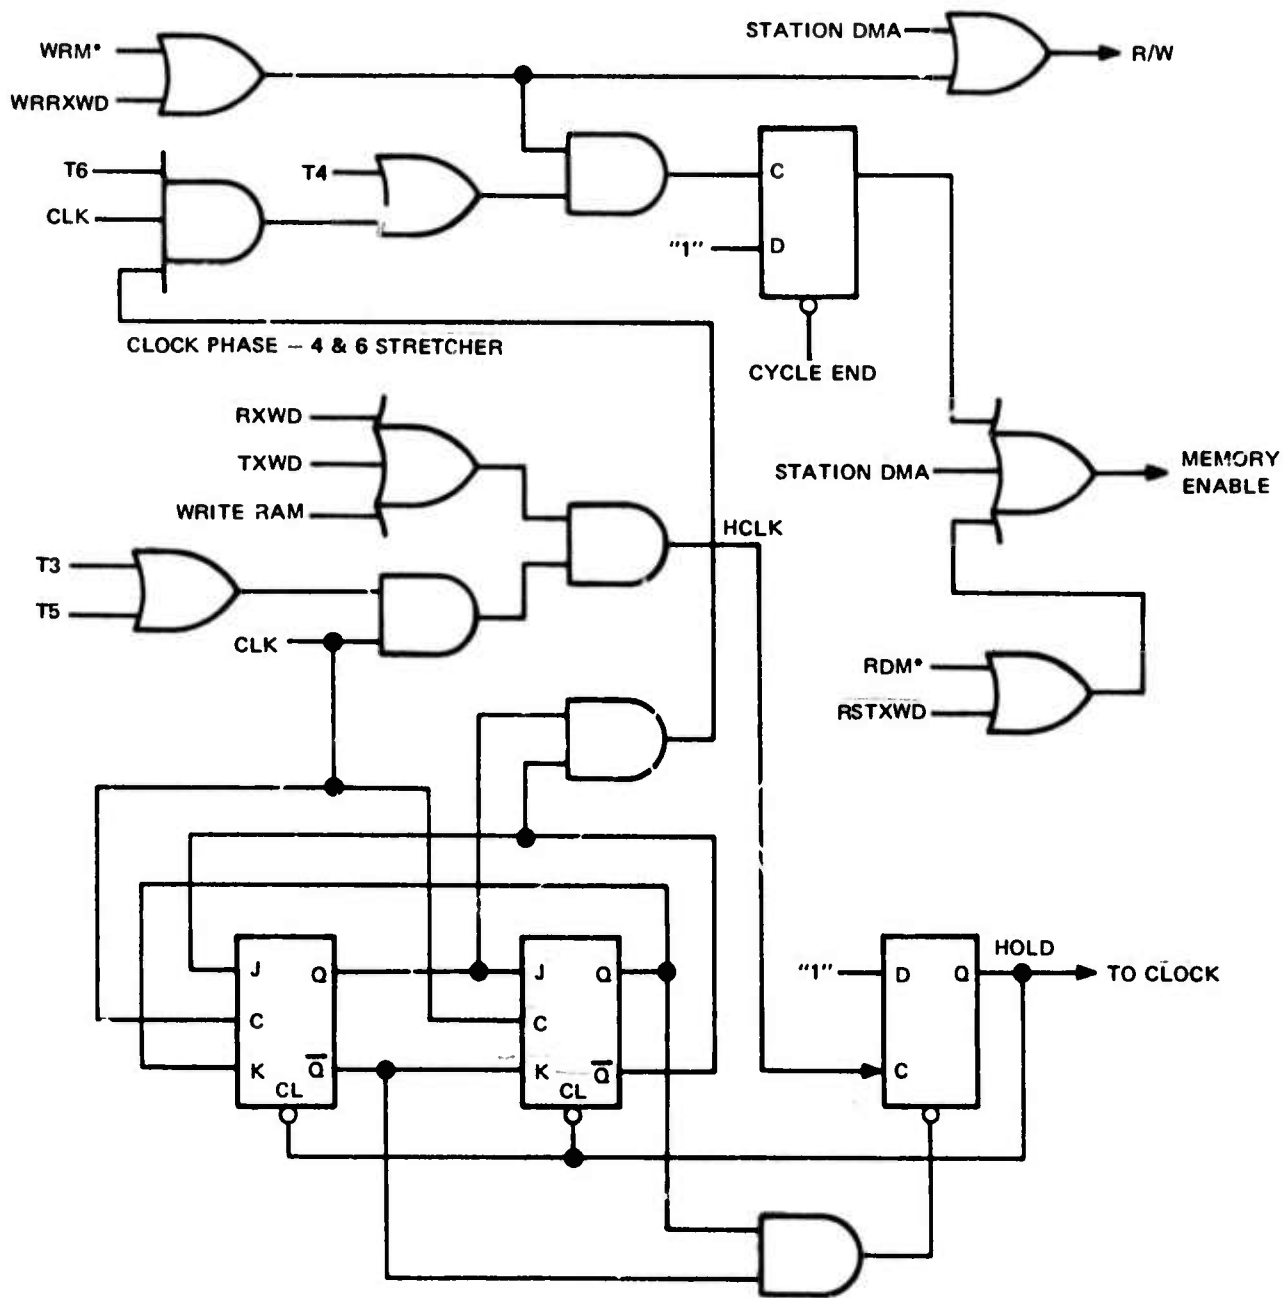 STATION DMA
WRM*
R/W
WRRXWD
T6
T4
C
CLK
"1"
D
CLOCK PHASE – 4 & 6 STRETCHER
CYCLE END
RXWD
TXWD
STATION DMA
MEMORY
ENABLE
WRITE RAM
HCLK
T3
T5
CLK
RDM*
RSTXWD
HOLD
J Q
J Q
"1"
D Q
TO CLOCK
C
C
K Q̅
K Q̅
C
CL
CL